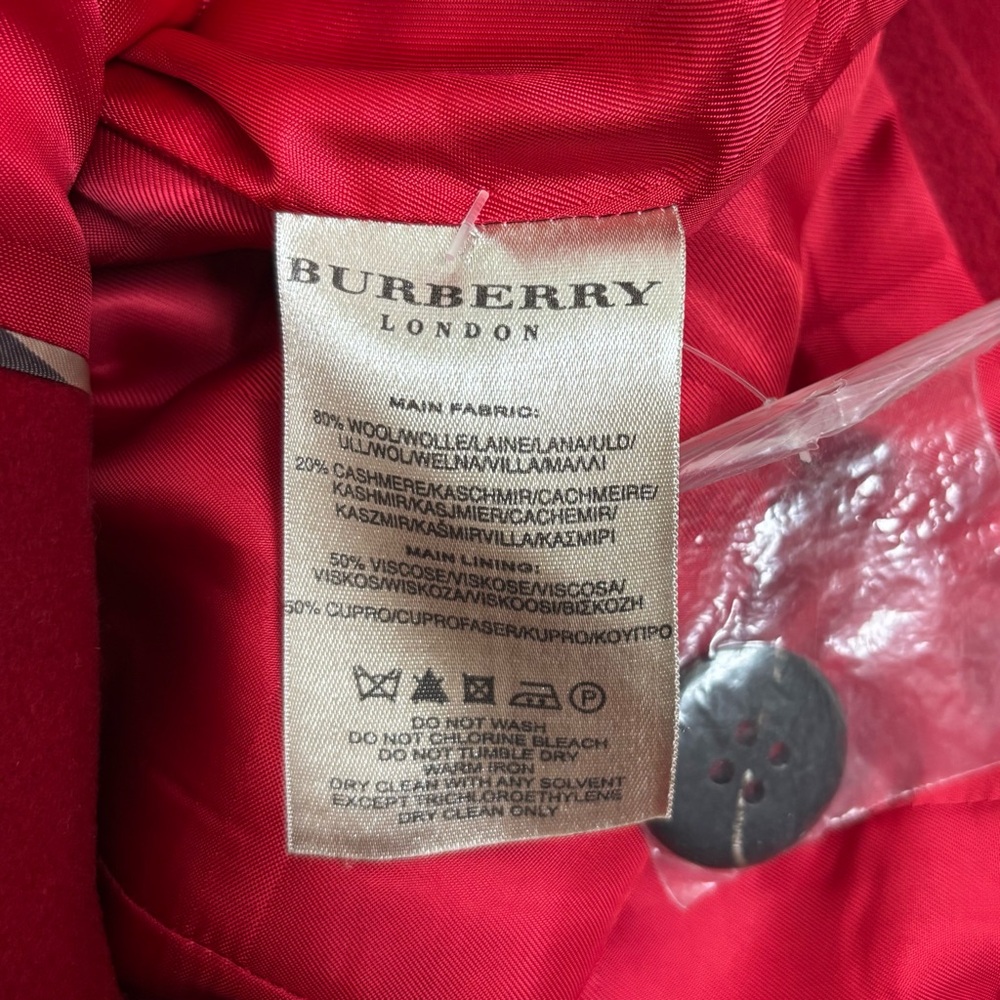 BURBERRY
LONDON
MAIN FABRIC:
80% WOOL/WOLLE/LAINE/LANA/ULD/
ULL/WOL/WELNA/VILLA/ΜΑΛΛΙ
20% CASHMERE/KASCHMIR/CACHMEIRE/
KASHMIR/KASJMIER/CACHEMIR/
KASZMIR/KAŠMIRVILLA/ΚΑΣΜΙΡΙ
MAIN LINING:
50% VISCOSE/VISKOSE/VISCOSA/
VISKOS/WISKOZA/VISKOOSI/ΒΙΣΚΟΖΗ
50% CUPRO/CUPROFASER/KUPRO/ΚΟΥΠΡΟ
P
DO NOT WASH
DO NOT CHLORINE BLEACH
DO NOT TUMBLE DRY
WARM IRON
DRY CLEAN WITH ANY SOLVENT
EXCEPT TRICHLOROETHYLENE
DRY CLEAN ONLY